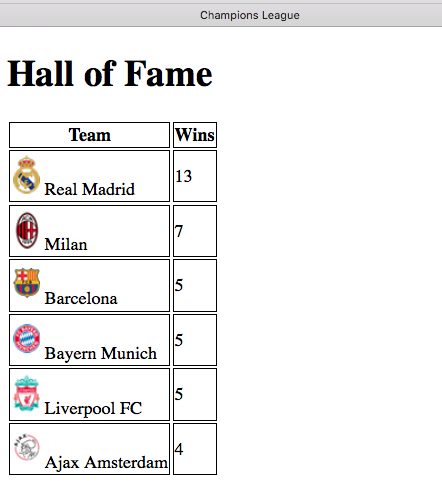 Champions League
Hall of Fame
Team Wins
Real Madrid 13
Milan 7
Barcelona 5
Bayern Munich 5
Liverpool FC 5
AJAX
Ajax Amsterdam 4